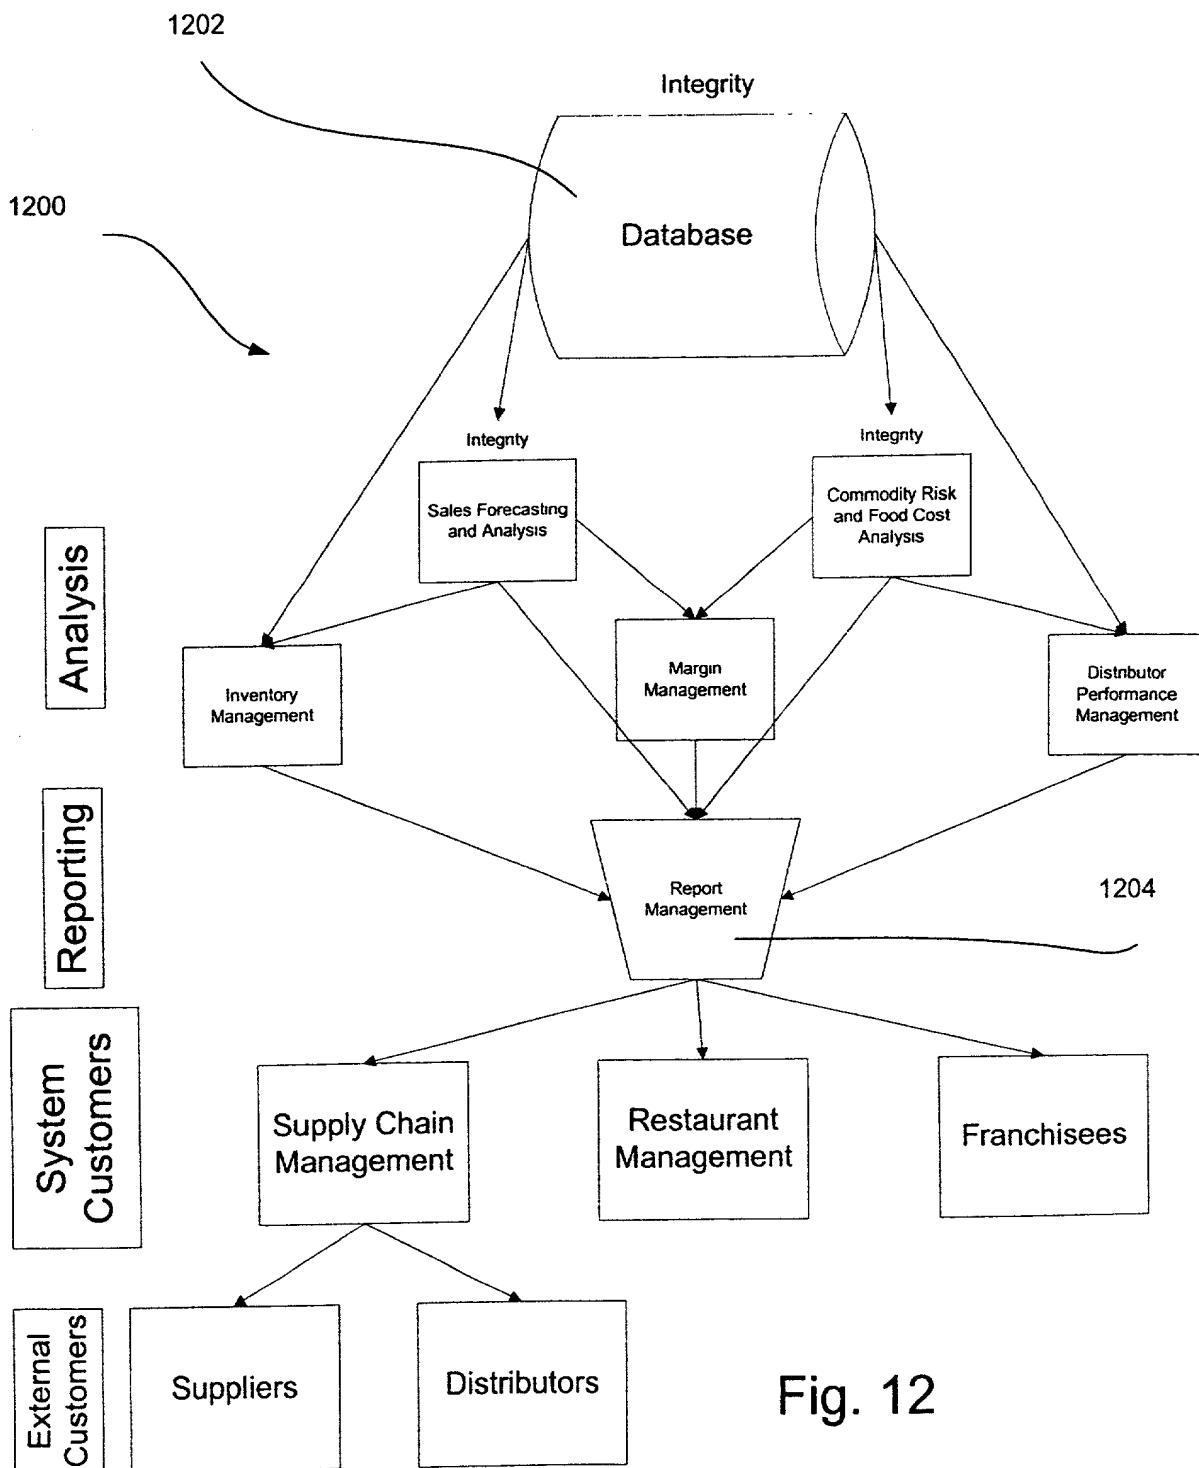 1202
Integrity
1200
Database
Integrity
Integrity
Sales Forecasting
and Analysis
Commodity Risk
and Food Cost
Analysis
Analysis
Inventory
Management
Margin
Management
Distributor
Performance
Management
Reporting
Report
Management
1204
System
Customers
Supply Chain
Management
Restaurant
Management
Franchisees
External
Customers
Suppliers
Distributors
Fig. 12